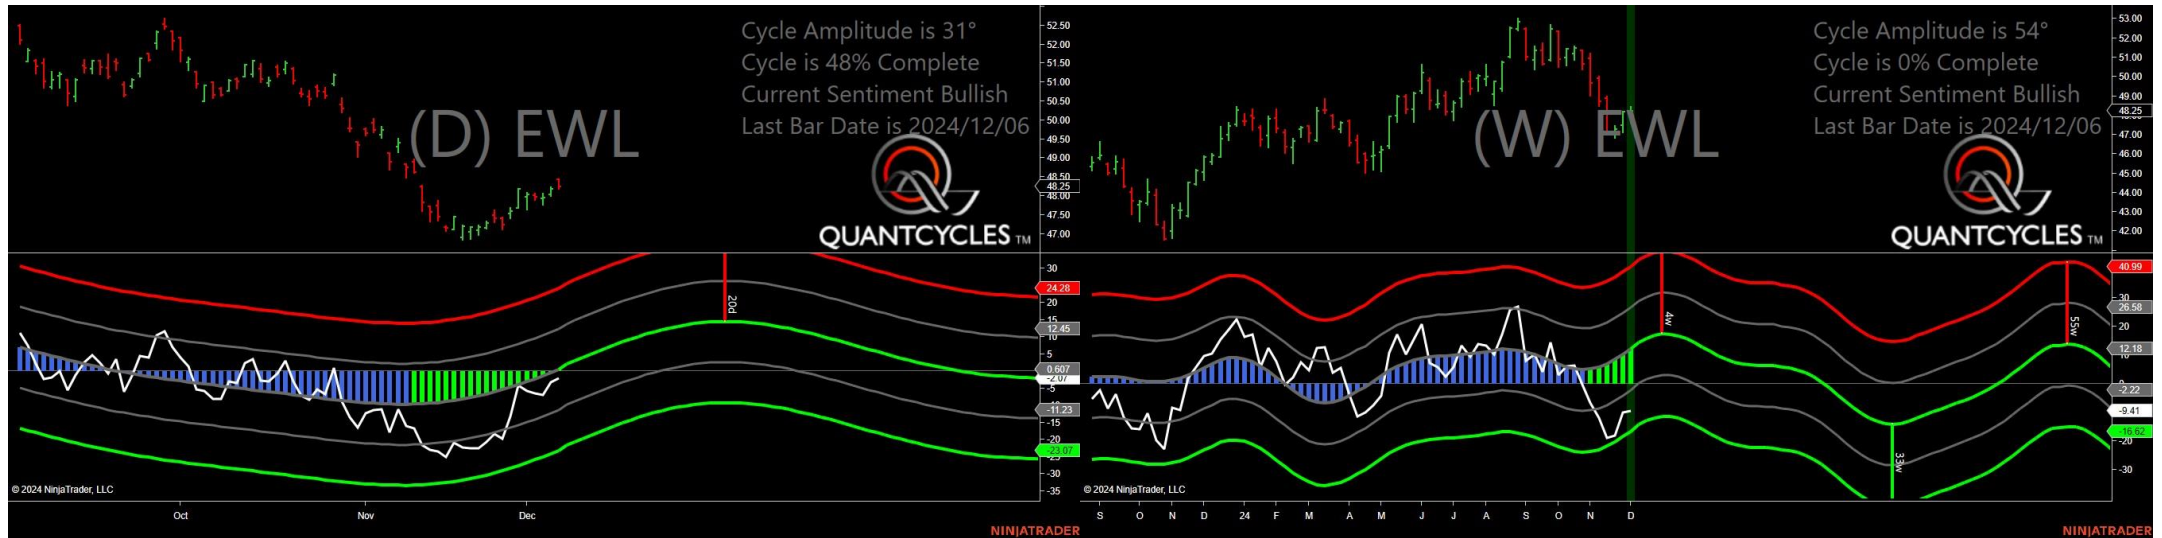 Cycle Amplitude is 31°
Cycle is 48% Complete
Current Sentiment Bullish
Last Bar Date is 2024/12/06
(D) EWL
QUANTCYCLES TM
52.50
52.00
51.50
51.00
50.50
50.00
49.50
49.00
48.50
48.25
48.00
47.50
47.00
30
24.28
20
15
12.45
10
5
0.607
-2.07
-5
-11.23
-15
-20
-23.07
-25
-30
-35
20d
© 2024 NinjaTrader, LLC
Oct Nov Dec
NINJATRADER
Cycle Amplitude is 54°
Cycle is 0% Complete
Current Sentiment Bullish
Last Bar Date is 2024/12/06
(W) EWL
QUANTCYCLES TM
53.00
52.00
51.00
50.00
49.00
48.25
47.00
46.00
45.00
44.00
43.00
42.00
40.99
30
26.58
20
12.18
10
-2.22
-9.41
-16.62
-20
-30
4w
33w
55w
© 2024 NinjaTrader, LLC
S O N D 24 F M A M J J A S O N D
NINJATRADER